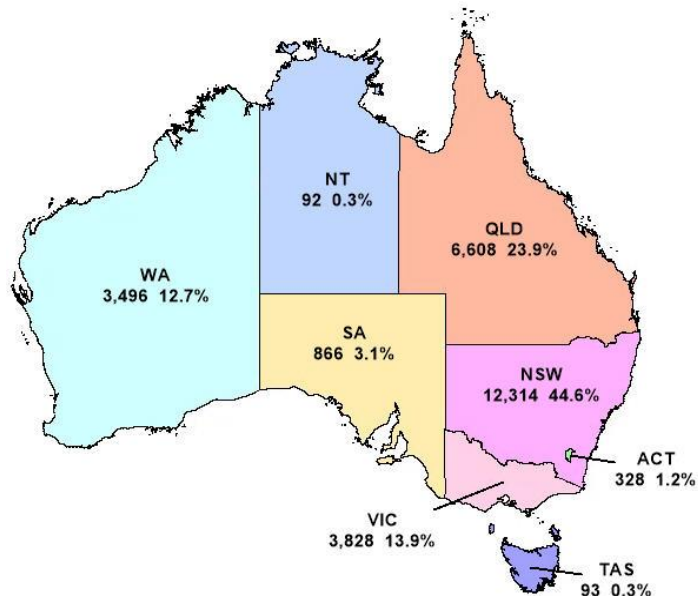 NT
92 0.3%
QLD
6,608 23.9%
WA
3,496 12.7%
SA
866 3.1%
NSW
12,314 44.6%
ACT
328 1.2%
VIC
3,828 13.9%
TAS
93 0.3%